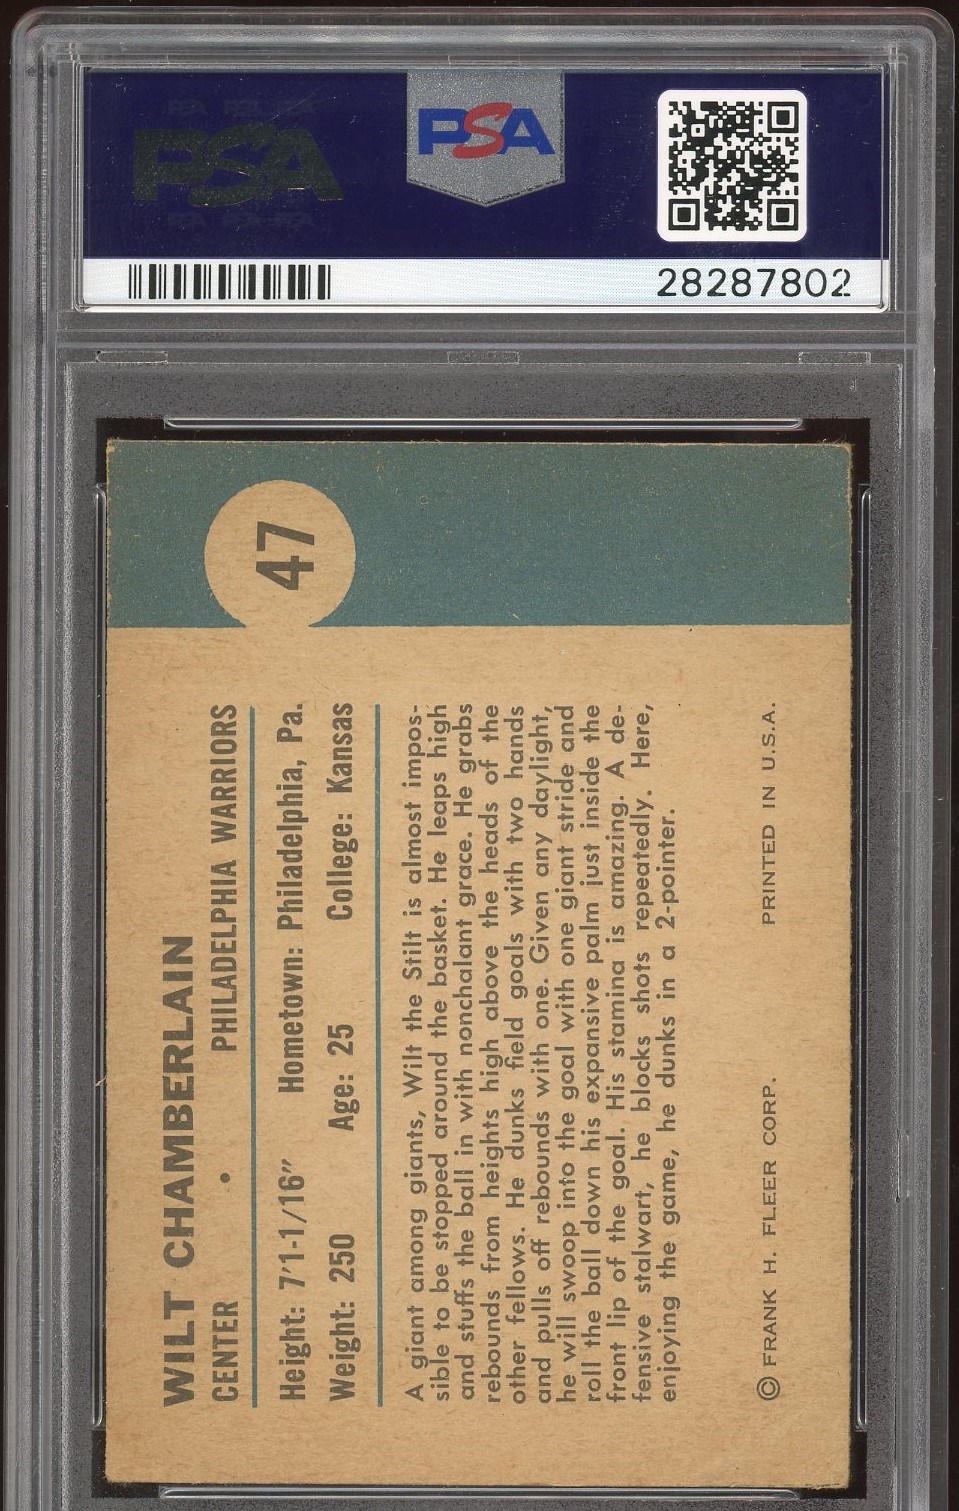 PSA
PSA
28287802
47
WILT CHAMBERLAIN
CENTER • PHILADELPHIA WARRIORS
Height: 7'1-1/16" Hometown: Philadelphia, Pa.
Weight: 250 Age: 25 College: Kansas
A giant among giants, Wilt the Stilt is almost impos-
sible to be stopped around the basket. He leaps high
and stuffs the ball in with nonchalant grace. He grabs
rebounds from heights high above the heads of the
other fellows. He dunks field goals with two hands
and pulls off rebounds with one. Given any daylight,
he will swoop into the goal with one giant stride and
roll the ball down his expansive palm just inside the
front lip of the goal. His stamina is amazing. A de-
fensive stalwart, he blocks shots repeatedly. Here,
enjoying the game, he dunks in a 2-pointer.
© FRANK H. FLEER CORP. PRINTED IN U.S.A.